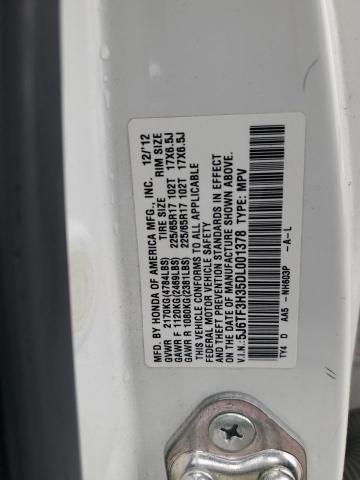 MFD. BY HONDA OF AMERICA MFG., INC. 12/'12
TIRE SIZE RIM SIZE
GVWR 2170KG(4784LBS)
GAWR F 1120KG(2469LBS) 225/65R17 102T 17X6.5J
GAWR R 1080KG(2381LBS) 225/65R17 102T 17X6.5J
THIS VEHICLE CONFORMS TO ALL APPLICABLE
FEDERAL MOTOR VEHICLE SAFETY,
BUMPER, AND THEFT PREVENTION STANDARDS IN EFFECT
ON THE DATE OF MANUFACTURE SHOWN ABOVE.
V.I.N.: 5J6TF3H35DL001378 TYPE: MPV
TY4 D AA5 -NH603P -A-L